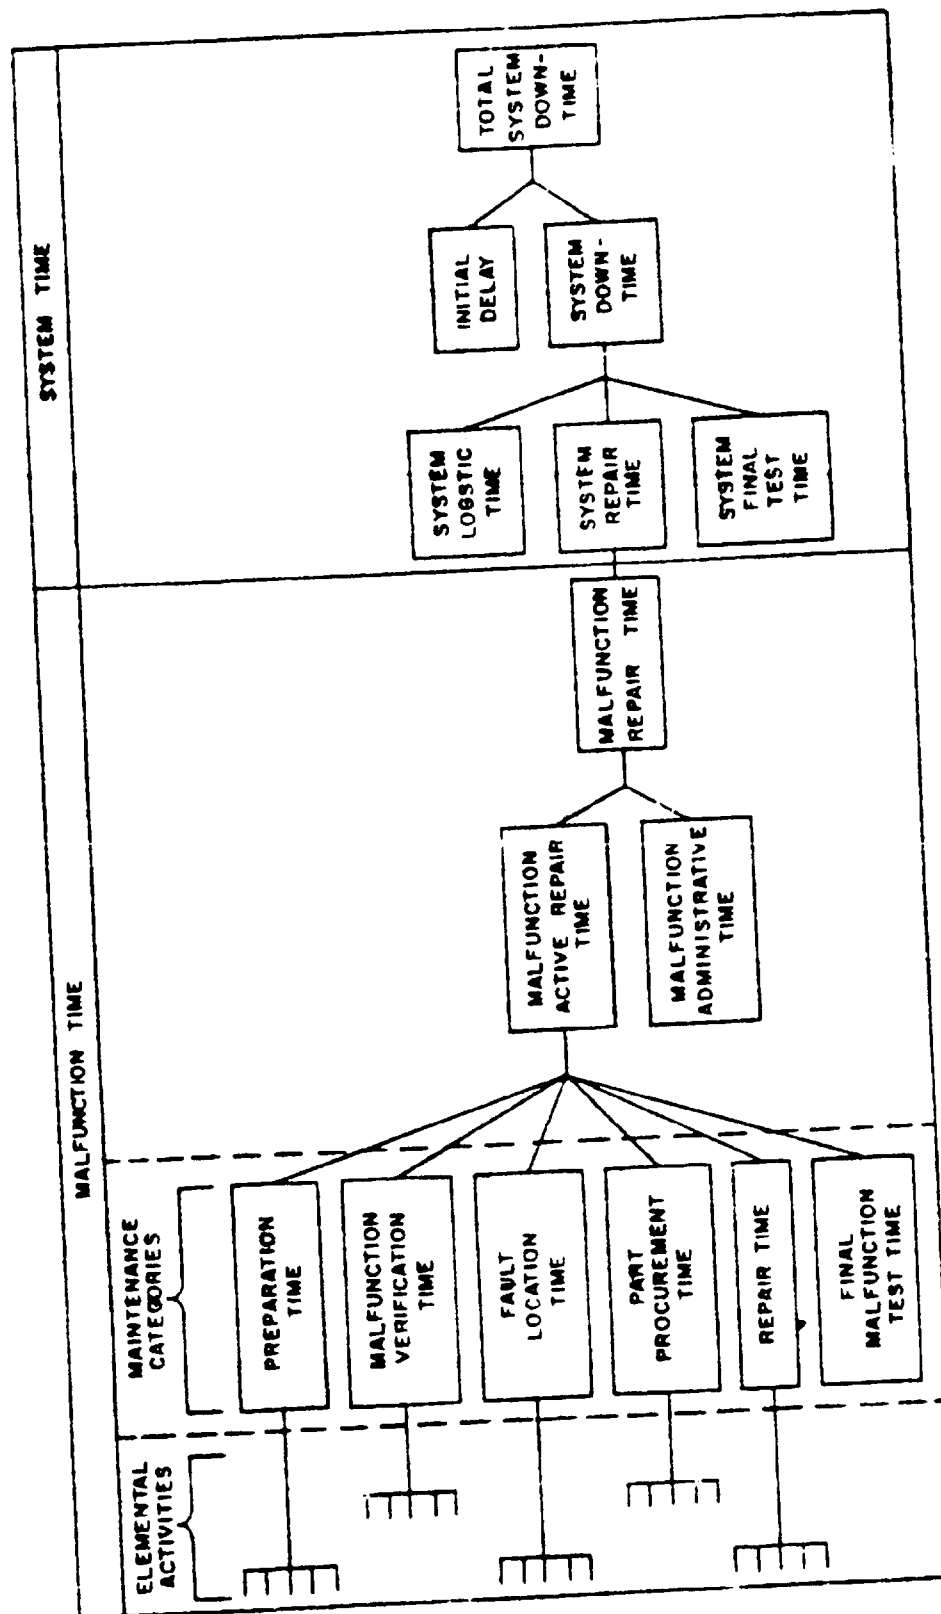 MALFUNCTION TIME
SYSTEM TIME
ELEMENTAL
ACTIVITIES
MAINTENANCE
CATEGORIES
PREPARATION
TIME
MALFUNCTION
VERIFICATION
TIME
FAULT
LOCATION
TIME
PART
PROCUREMENT
TIME
REPAIR TIME
FINAL
MALFUNCTION
TEST TIME
MALFUNCTION
ACTIVE REPAIR
TIME
MALFUNCTION
ADMINISTRATIVE
TIME
MALFUNCTION
REPAIR TIME
SYSTEM
LOGSTIC
TIME
SYSTEM
REPAIR
TIME
SYSTEM
FINAL
TEST
TIME
INITIAL
DELAY
SYSTEM
DOWN-
TIME
TOTAL
SYSTEM
DOWN-
TIME